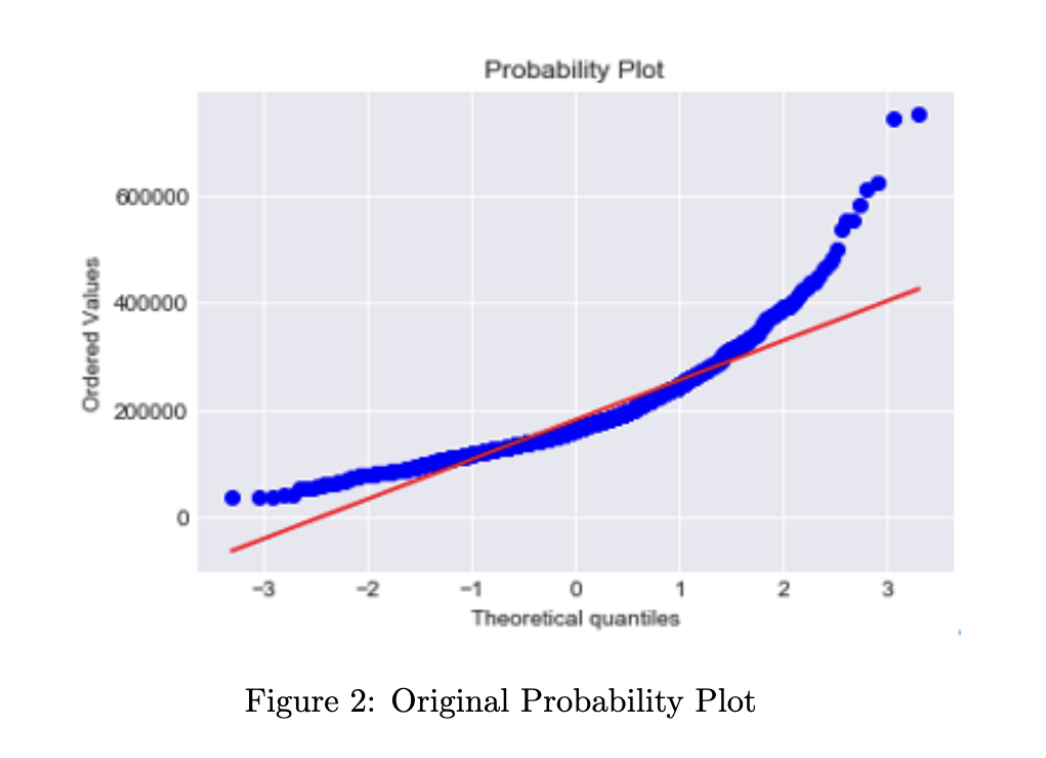 Probability Plot
Ordered Values
600000
400000
200000
0
−3 −2 −1 0 1 2 3
Theoretical quantiles
Figure 2: Original Probability Plot